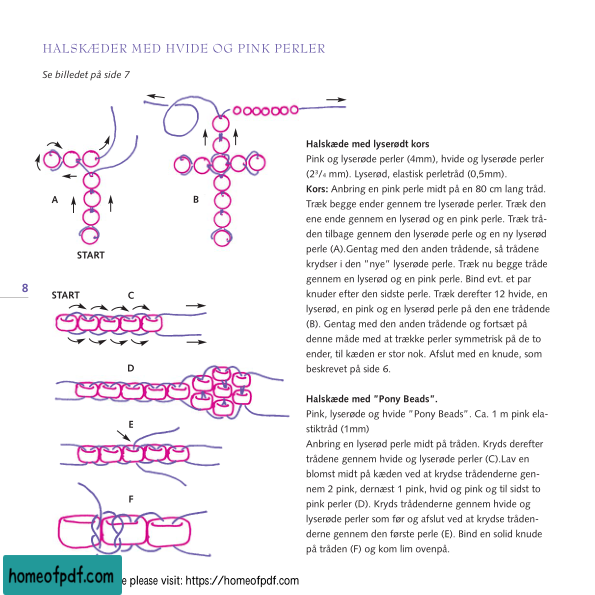 HALSKÆDER MED HVIDE OG PINK PERLER
Se billedet på side 7
A
B
START
START
C
D
E
F
8
Halskæde med lyserødt kors
Pink og lyserøde perler (4mm), hvide og lyserøde perler
(2³/₄ mm). Lyserød, elastisk perletråd (0,5mm).
Kors: Anbring en pink perle midt på en 80 cm lang tråd.
Træk begge ender gennem tre lyserøde perler. Træk den
ene ende gennem en lyserød og en pink perle. Træk trå-
den tilbage gennem den lyserøde perle og en ny lyserød
perle (A).Gentag med den anden trådende, så trådene
krydser i den ”nye” lyserøde perle. Træk nu begge tråde
gennem en lyserød og en pink perle. Bind evt. et par
knuder efter den sidste perle. Træk derefter 12 hvide, en
lyserød, en pink og en lyserød perle på den ene trådende
(B). Gentag med den anden trådende og fortsæt på
denne måde med at trække perler symmetrisk på de to
ender, til kæden er stor nok. Afslut med en knude, som
beskrevet på side 6.
Halskæde med ”Pony Beads”.
Pink, lyserøde og hvide ”Pony Beads”. Ca. 1 m pink ela-
stiktråd (1mm)
Anbring en lyserød perle midt på tråden. Kryds derefter
trådene gennem hvide og lyserøde perler (C).Lav en
blomst midt på kæden ved at krydse trådenderne gen-
nem 2 pink, dernæst 1 pink, hvid og pink og til sidst to
pink perler (D). Kryds trådenderne gennem hvide og
lyserøde perler som før og afslut ved at krydse tråden-
derne gennem den første perle (E). Bind en solid knude
på tråden (F) og kom lim ovenpå.
homeofpdf.com
e please visit: https://homeofpdf.com